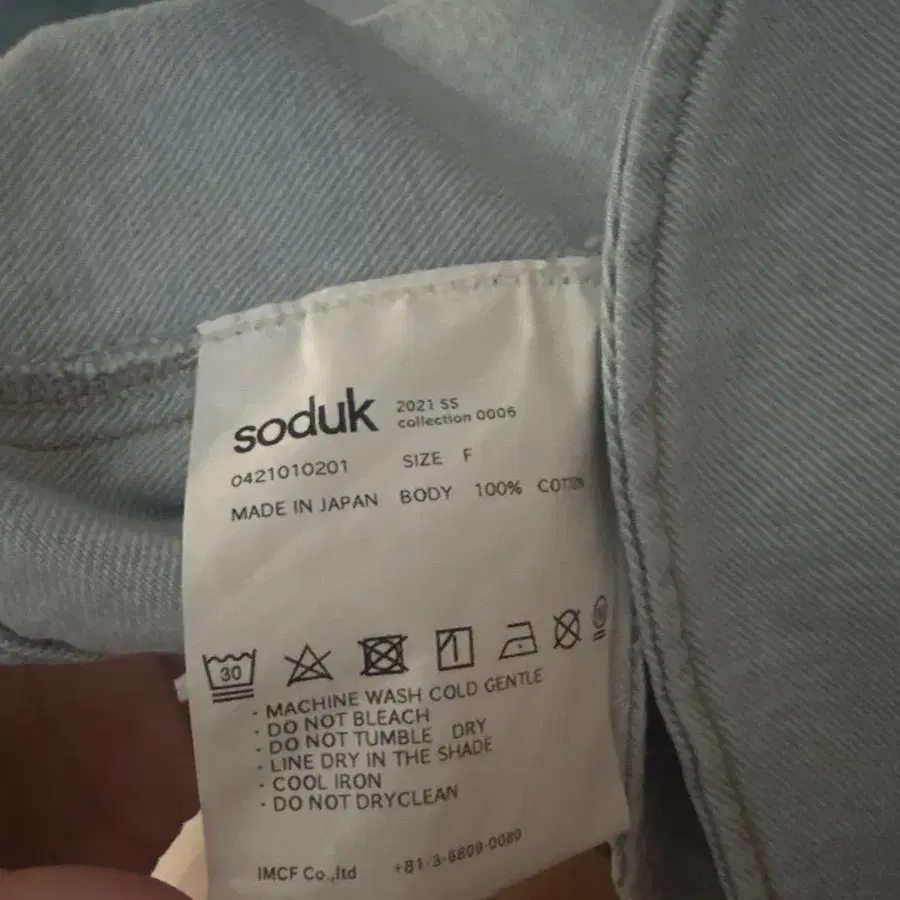 soduk 2021 SS
collection 0006
0421010201 SIZE F
MADE IN JAPAN BODY 100% COTTON
30
· MACHINE WASH COLD GENTLE
· DO NOT BLEACH
· DO NOT TUMBLE DRY
· LINE DRY IN THE SHADE
· COOL IRON
· DO NOT DRYCLEAN
IMCF Co.,ltd +81-3-6809-0089